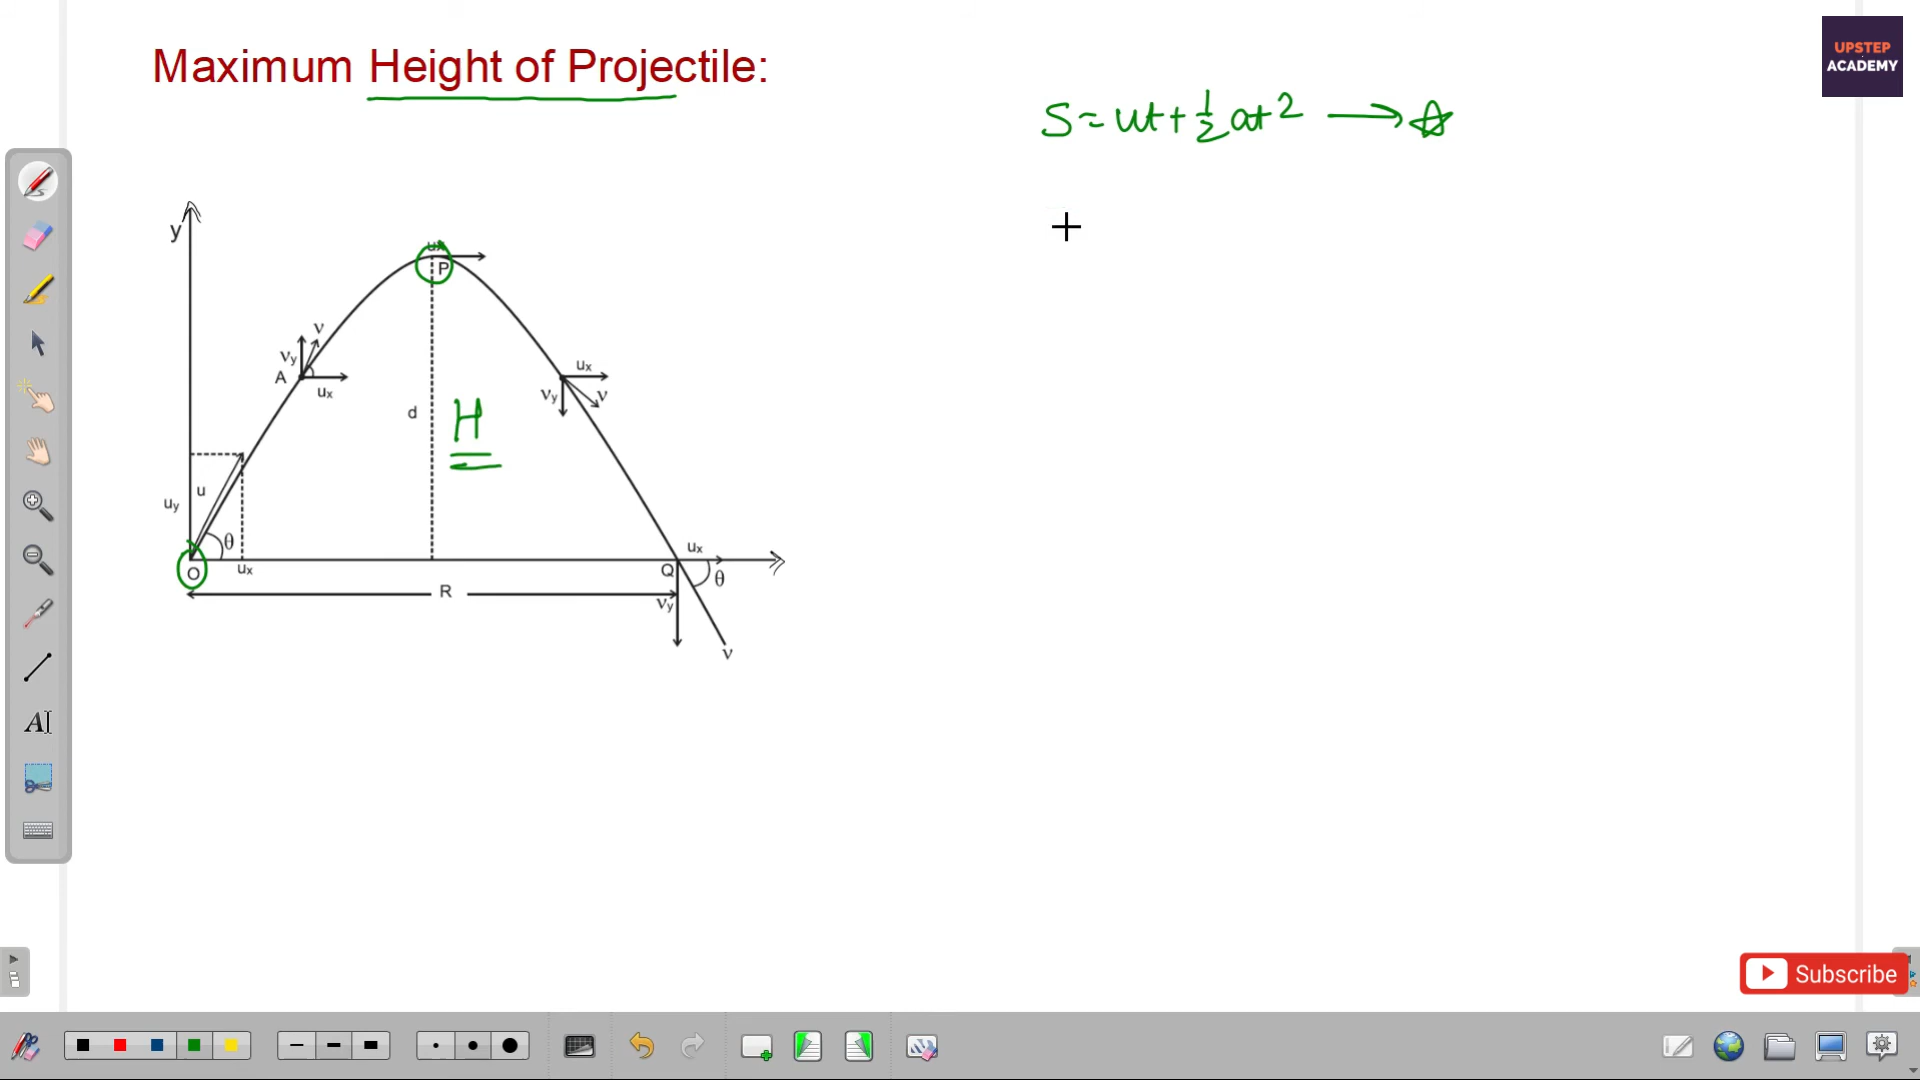 Maximum Height of Projectile:
UPSTEP
ACADEMY
S = ut + 1/2 at² → ☆
y
P
v
vy
A
ux
ux
vy
v
d
H
u
uy
θ
O
ux
ux
Q
θ
R
vy
v
AI
Subscribe